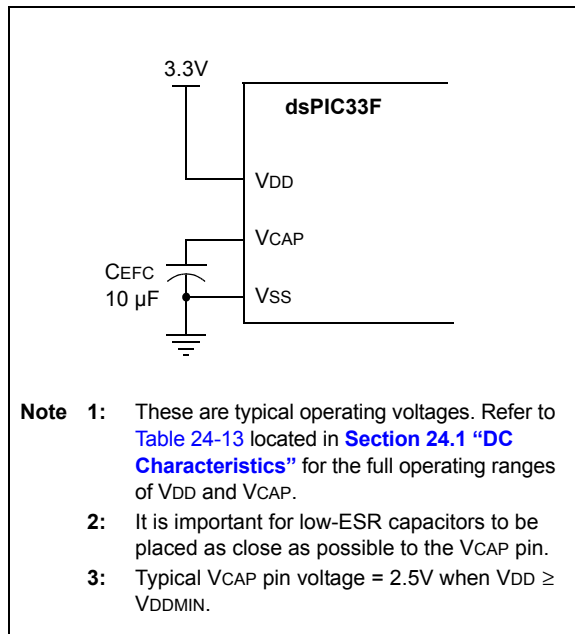 3.3V
dsPIC33F
VDD
VCAP
CEFC
10 µF
VSS
Note 1: These are typical operating voltages. Refer to
Table 24-13 located in Section 24.1 “DC
Characteristics” for the full operating ranges
of VDD and VCAP.
2: It is important for low-ESR capacitors to be
placed as close as possible to the VCAP pin.
3: Typical VCAP pin voltage = 2.5V when VDD ≥
VDDMIN.